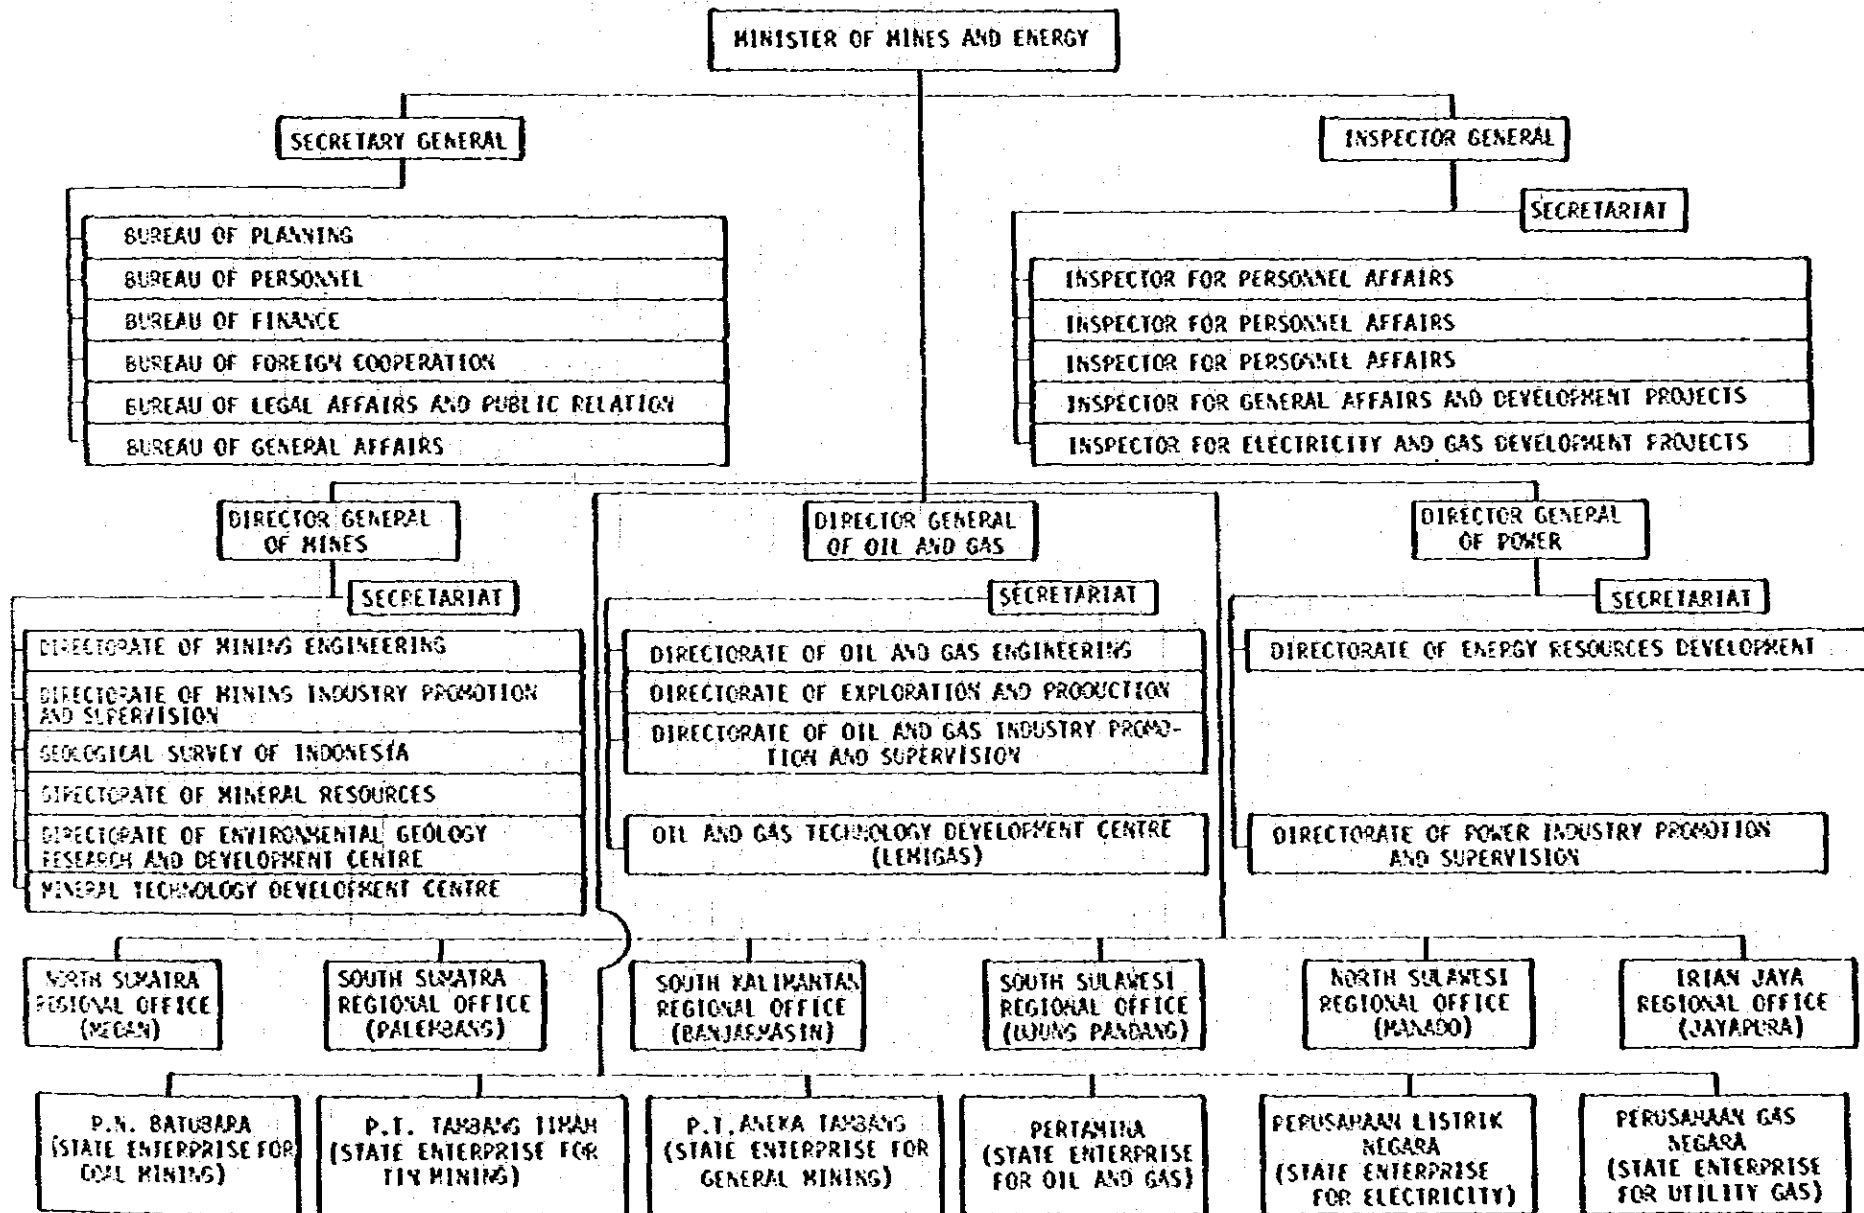 MINISTER OF MINES AND ENERGY
SECRETARY GENERAL
INSPECTOR GENERAL
SECRETARIAT
BUREAU OF PLANNING
BUREAU OF PERSONNEL
BUREAU OF FINANCE
BUREAU OF FOREIGN COOPERATION
BUREAU OF LEGAL AFFAIRS AND PUBLIC RELATION
BUREAU OF GENERAL AFFAIRS
INSPECTOR FOR PERSONNEL AFFAIRS
INSPECTOR FOR PERSONNEL AFFAIRS
INSPECTOR FOR PERSONNEL AFFAIRS
INSPECTOR FOR GENERAL AFFAIRS AND DEVELOPMENT PROJECTS
INSPECTOR FOR ELECTRICITY AND GAS DEVELOPMENT PROJECTS
DIRECTOR GENERAL
OF MINES
DIRECTOR GENERAL
OF OIL AND GAS
DIRECTOR GENERAL
OF POWER
SECRETARIAT
SECRETARIAT
SECRETARIAT
DIRECTORATE OF MINING ENGINEERING
DIRECTORATE OF MINING INDUSTRY PROMOTION
AND SUPERVISION
GEOLOGICAL SURVEY OF INDONESIA
DIRECTORATE OF MINERAL RESOURCES
DIRECTORATE OF ENVIRONMENTAL GEOLOGY
RESEARCH AND DEVELOPMENT CENTRE
MINERAL TECHNOLOGY DEVELOPMENT CENTRE
DIRECTORATE OF OIL AND GAS ENGINEERING
DIRECTORATE OF EXPLORATION AND PRODUCTION
DIRECTORATE OF OIL AND GAS INDUSTRY PROMO-
TION AND SUPERVISION
OIL AND GAS TECHNOLOGY DEVELOPMENT CENTRE
(LEMIGAS)
DIRECTORATE OF ENERGY RESOURCES DEVELOPMENT
DIRECTORATE OF POWER INDUSTRY PROMOTION
AND SUPERVISION
NORTH SUMATRA
REGIONAL OFFICE
(MEDAN)
SOUTH SUMATRA
REGIONAL OFFICE
(PALEMBANG)
SOUTH KALIMANTAN
REGIONAL OFFICE
(BANJARMASIN)
SOUTH SULAWESI
REGIONAL OFFICE
(UJUNG PANDANG)
NORTH SULAWESI
REGIONAL OFFICE
(MANADO)
IRIAN JAYA
REGIONAL OFFICE
(JAYAPURA)
P.N. BATUBARA
(STATE ENTERPRISE FOR
COAL MINING)
P.T. TAMBANG TIMAH
(STATE ENTERPRISE FOR
TIN MINING)
P.T. ANEKA TAMBANG
(STATE ENTERPRISE FOR
GENERAL MINING)
PERTAMINA
(STATE ENTERPRISE
FOR OIL AND GAS)
PERUSAHAAN LISTRIK
NEGARA
(STATE ENTERPRISE
FOR ELECTRICITY)
PERUSAHAAN GAS
NEGARA
(STATE ENTERPRISE
FOR UTILITY GAS)